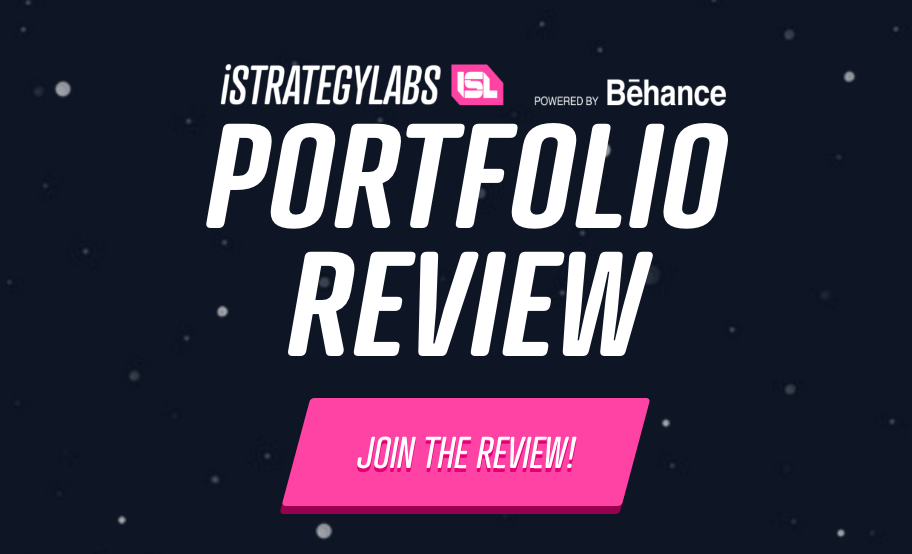 iSTRATEGYLABS ISL POWERED BY Bēhance
PORTFOLIO
REVIEW
JOIN THE REVIEW!